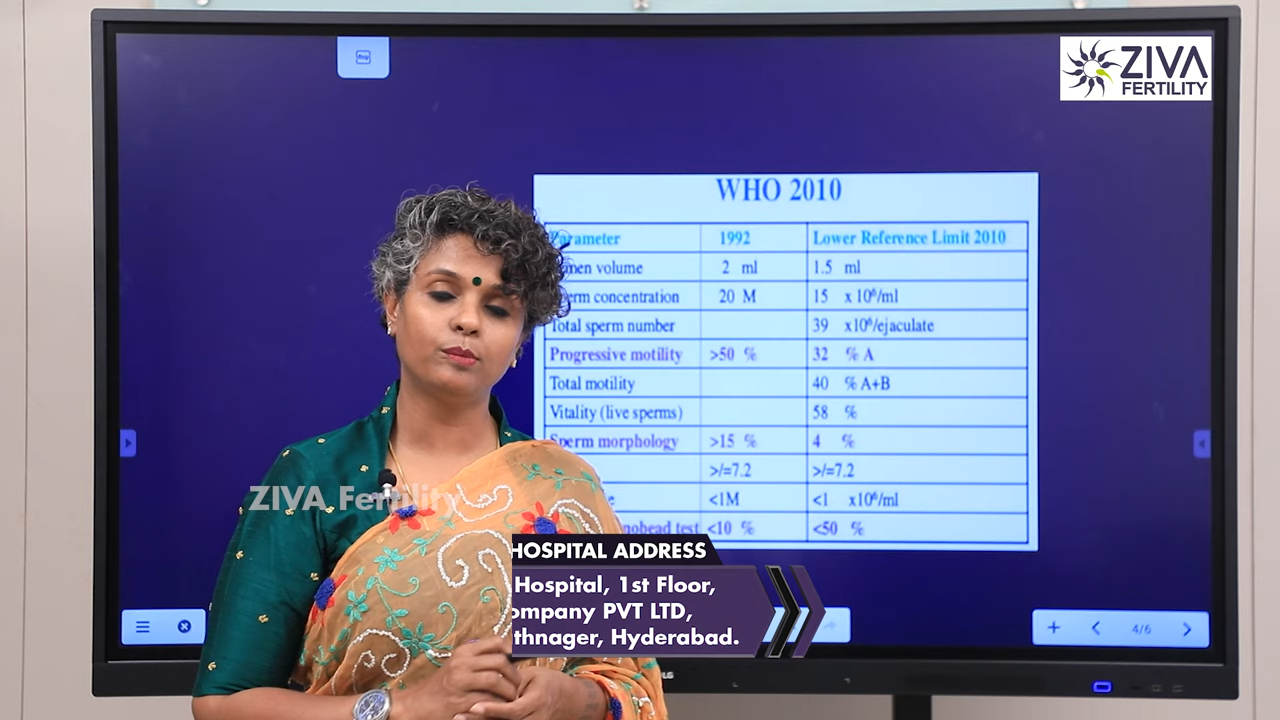 ZIVA
FERTILITY
WHO 2010
Parameter 1992 Lower Reference Limit 2010
men volume 2 ml 1.5 ml
erm concentration 20 M 15 x 10⁶/ml
Total sperm number 39 x10⁶/ejaculate
Progressive motility >50 % 32 % A
Total motility 40 % A+B
Vitality (live sperms) 58 %
Sperm morphology >15 % 4 %
>/=7.2 >/=7.2
e <1M <1 x10⁶/ml
nobead test <10 % <50 %
ZIVA Fertility
HOSPITAL ADDRESS
Hospital, 1st Floor,
ompany PVT LTD,
thnager, Hyderabad.
4/6
LG